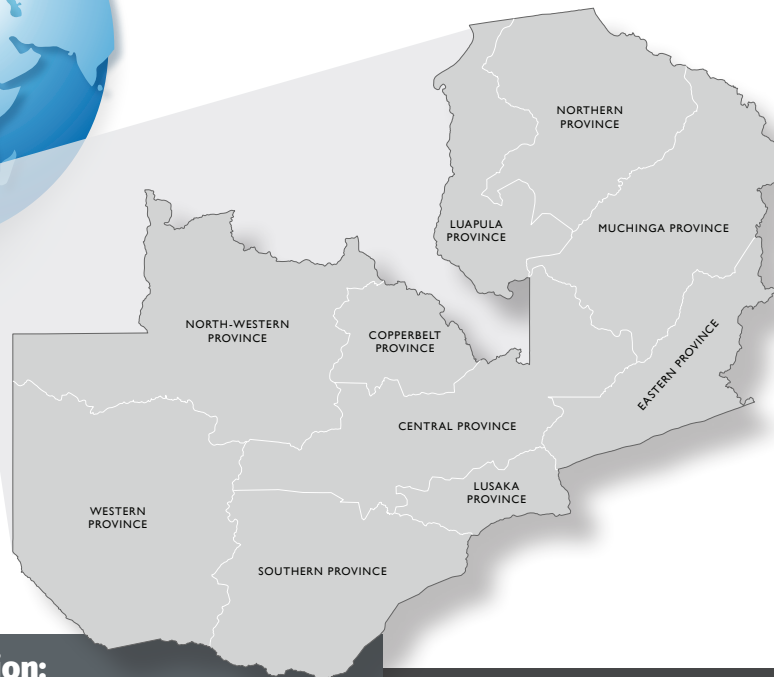 NORTHERN
PROVINCE
LUAPULA
PROVINCE
MUCHINGA PROVINCE
NORTH-WESTERN
PROVINCE
COPPERBELT
PROVINCE
EASTERN PROVINCE
CENTRAL PROVINCE
LUSAKA
PROVINCE
WESTERN
PROVINCE
SOUTHERN PROVINCE